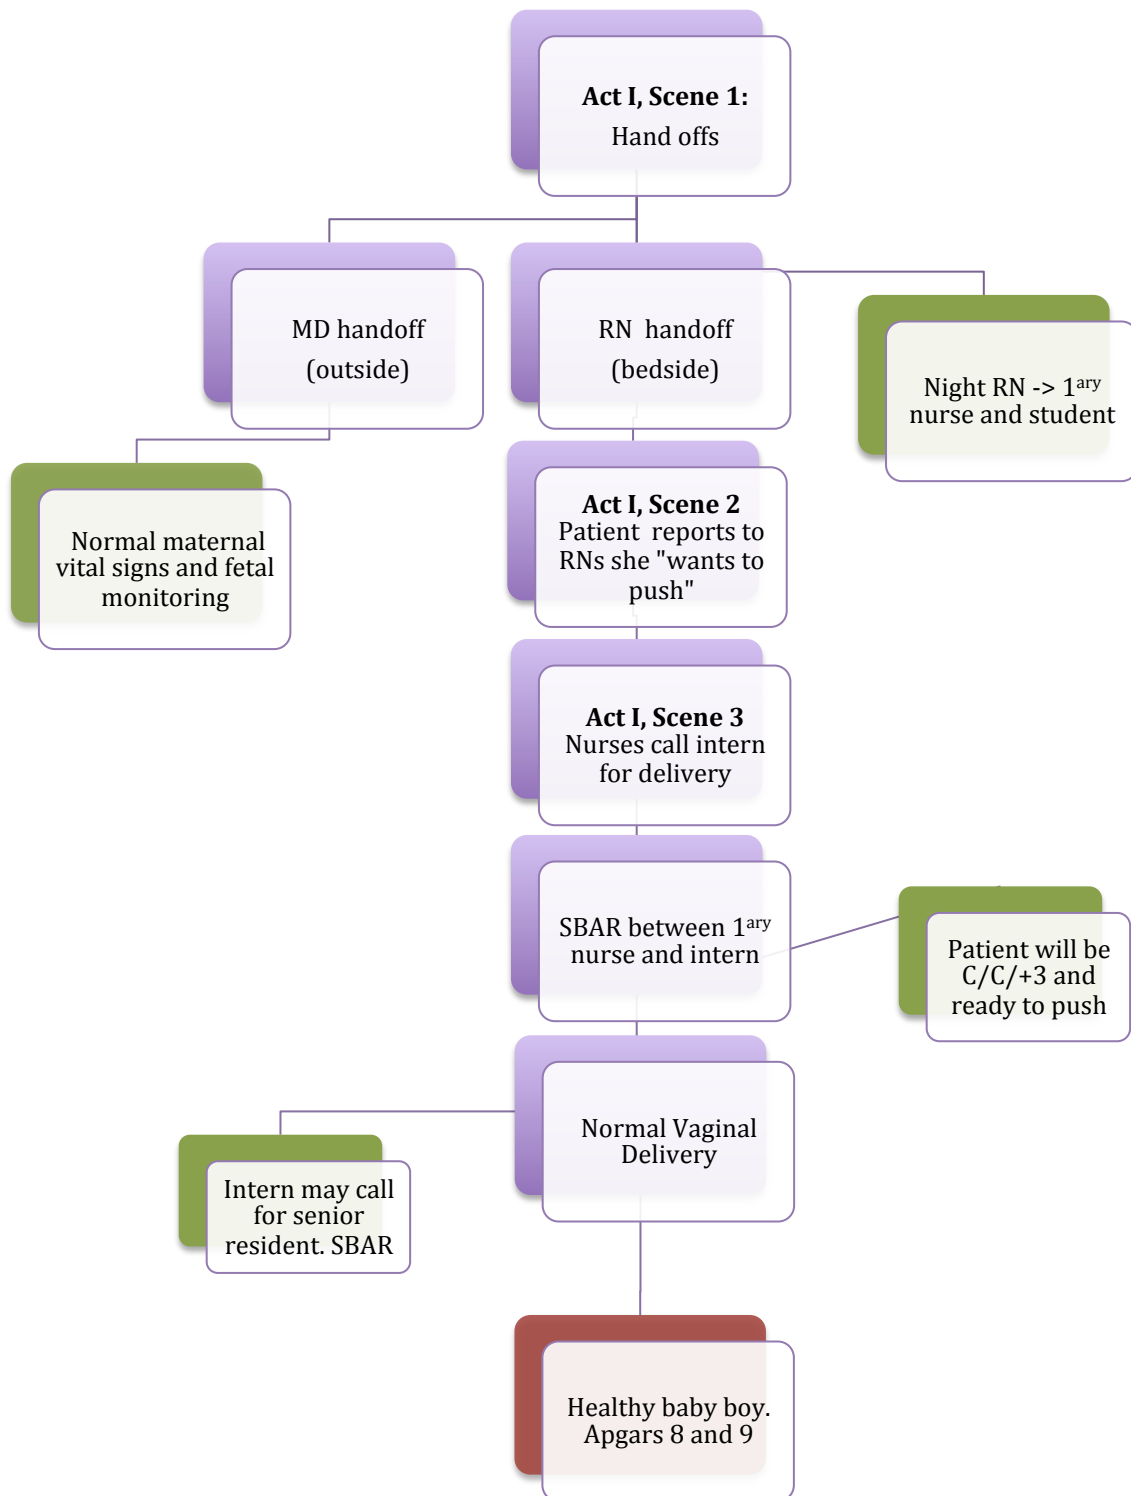 Act I, Scene 1:
Hand offs
MD handoff
(outside)
RN handoff
(bedside)
Night RN -> 1ary
nurse and student
Normal maternal
vital signs and fetal
monitoring
Act I, Scene 2
Patient reports to
RNs she "wants to
push"
Act I, Scene 3
Nurses call intern
for delivery
SBAR between 1ary
nurse and intern
Patient will be
C/C/+3 and
ready to push
Normal Vaginal
Delivery
Intern may call
for senior
resident. SBAR
Healthy baby boy.
Apgars 8 and 9